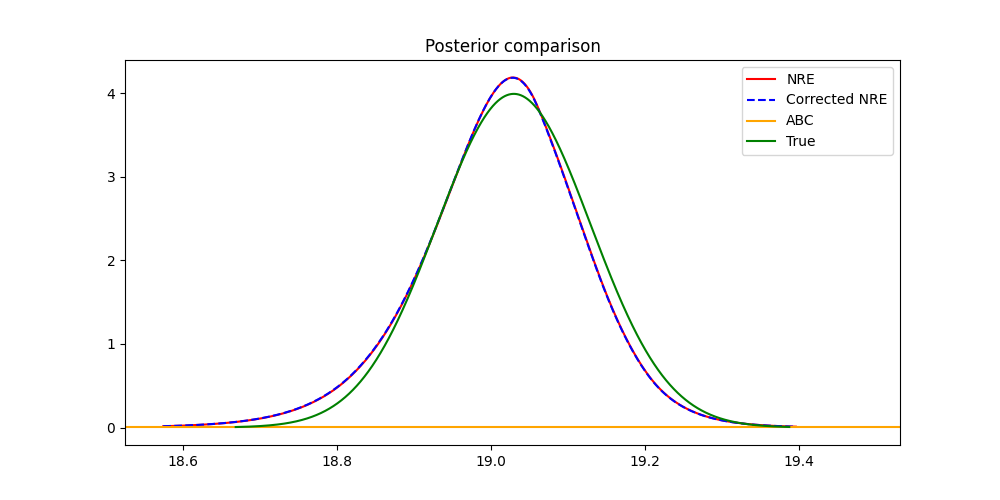 Posterior comparison
NRE
Corrected NRE
ABC
True
4
3
2
1
0
18.6 18.8 19.0 19.2 19.4